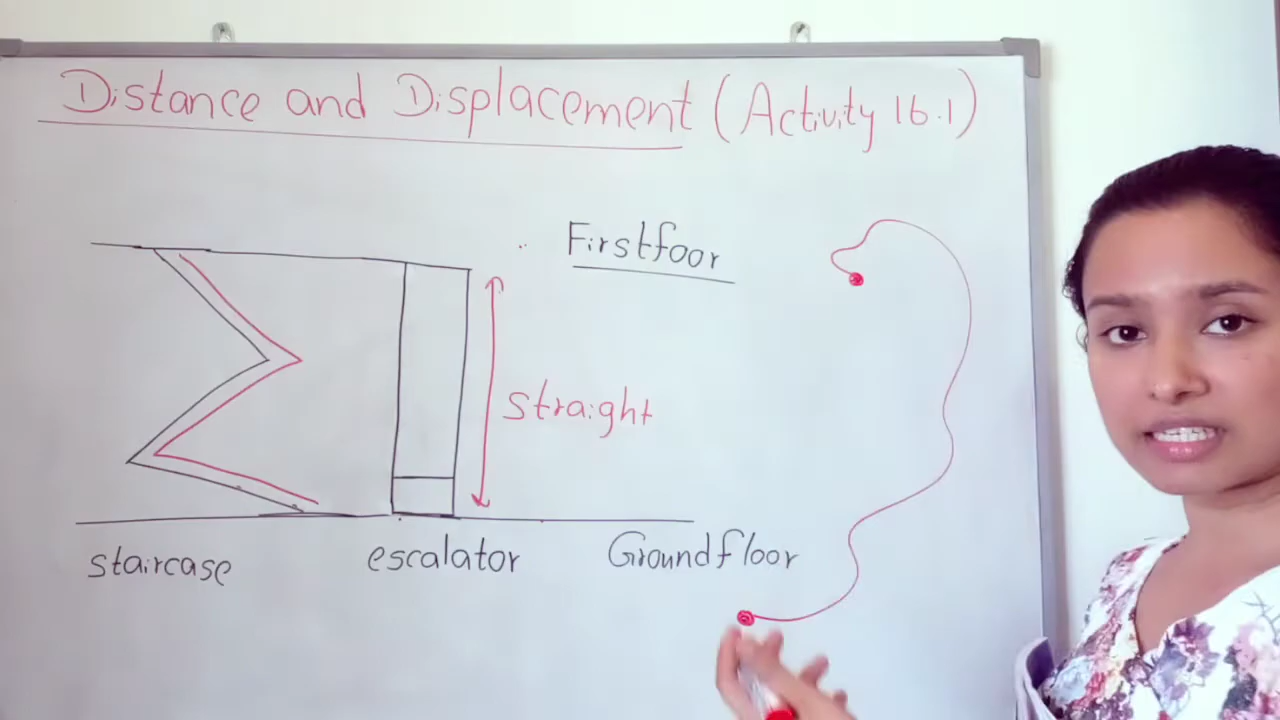 Distance and Displacement (Activity 16.1)
Firstfoor
straight
staircase
escalator
Groundfloor